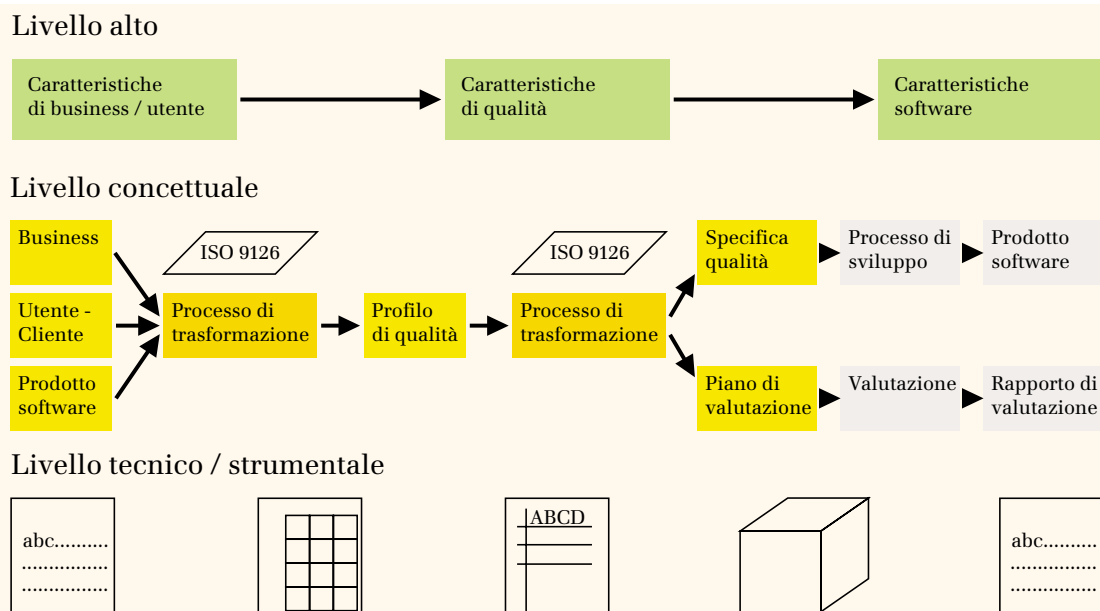 Livello alto
Caratteristiche
di business / utente
Caratteristiche
di qualità
Caratteristiche
software
Livello concettuale
Business
ISO 9126
ISO 9126
Specifica
qualità
Processo di
sviluppo
Prodotto
software
Utente -
Cliente
Processo di
trasformazione
Profilo
di qualità
Processo di
trasformazione
Prodotto
software
Piano di
valutazione
Valutazione
Rapporto di
valutazione
Livello tecnico / strumentale
abc..........
................
................
ABCD
abc..........
................
................